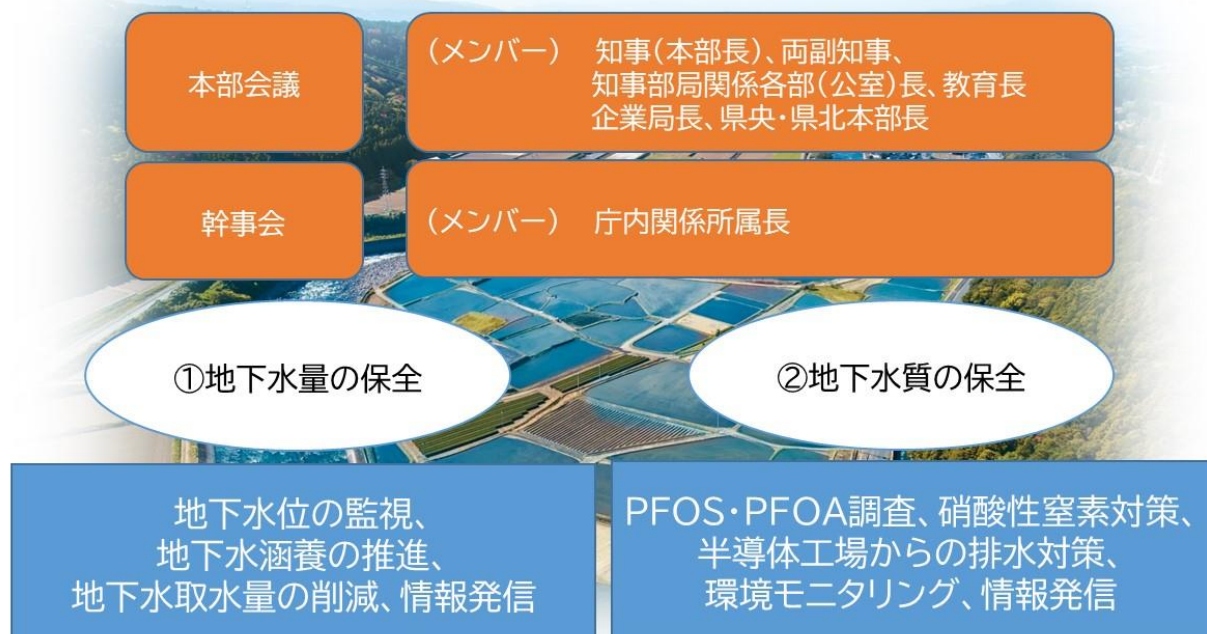 本部会議
(メンバー) 知事(本部長)、両副知事、
知事部局関係各部(公室)長、教育長
企業局長、県央・県北本部長
幹事会
(メンバー) 庁内関係所属長
①地下水量の保全
②地下水質の保全
地下水位の監視、
地下水涵養の推進、
地下水取水量の削減、情報発信
PFOS・PFOA調査、硝酸性窒素対策、
半導体工場からの排水対策、
環境モニタリング、情報発信